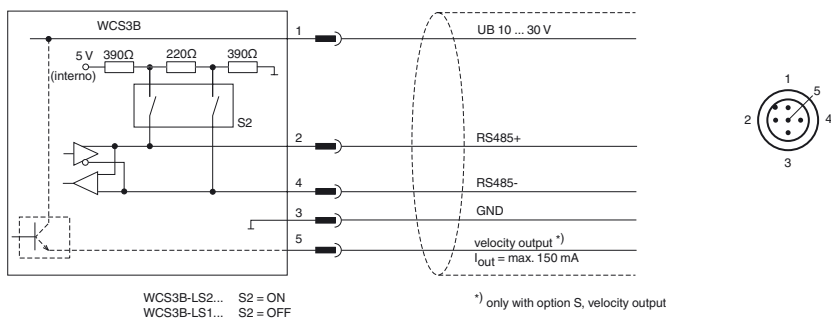 WCS3B
1
UB 10 ... 30 V
5 V 390Ω 220Ω 390Ω
(interno)
S2
2
RS485+
4
RS485-
3
GND
5
velocity output *)
Iout = max. 150 mA
WCS3B-LS2... S2 = ON
WCS3B-LS1... S2 = OFF
*) only with option S, velocity output
1
5
2
4
3